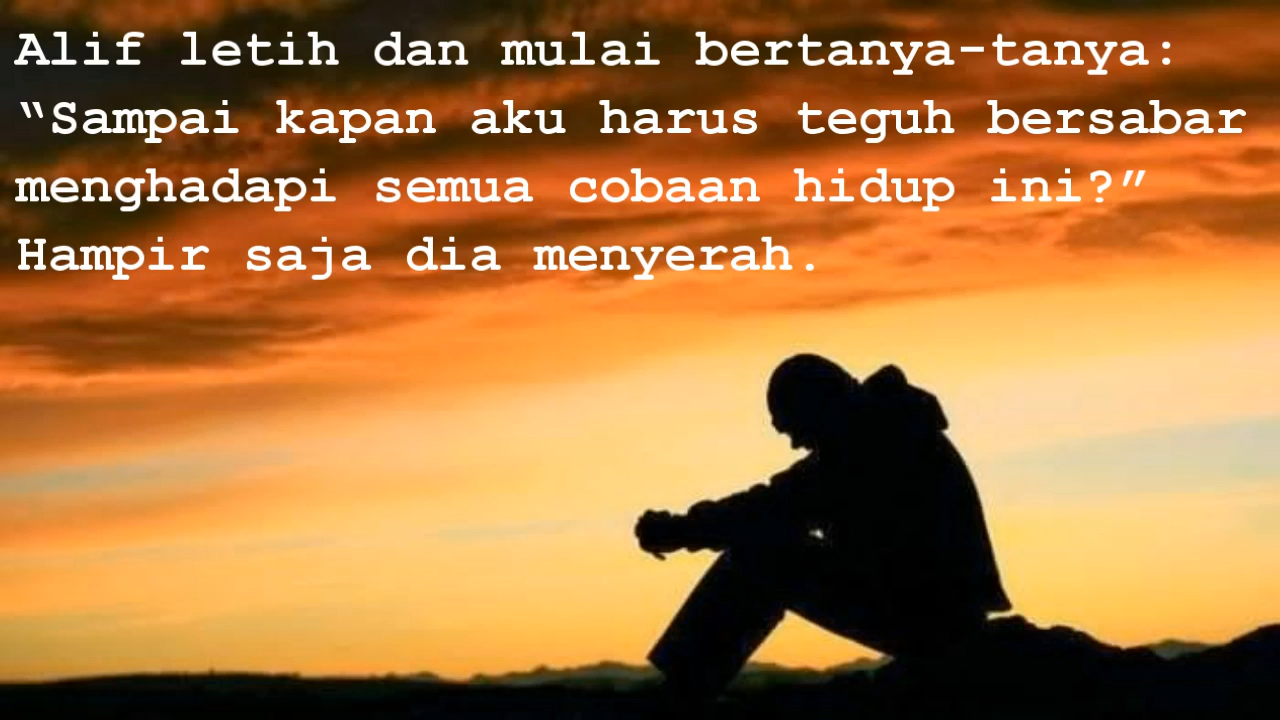 Alif letih dan mulai bertanya-tanya:
“Sampai kapan aku harus teguh bersabar
menghadapi semua cobaan hidup ini?”
Hampir saja dia menyerah.